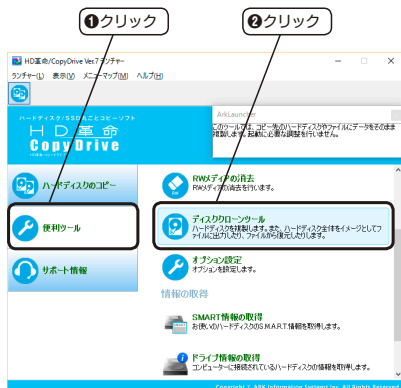 ❶クリック
❷クリック
HD革命/CopyDrive Ver.7 ランチャー
ランチャー(L) 表示(V) メニューマップ(M) ヘルプ(H)
ハードディスク/SSD丸ごとコピーソフト
HD革命
CopyDrive
ArkLauncher
このツールでは、コピー先のハードディスクやファイルにデータをそのまま
複製します。起動に必要な調整を行いません。
ハードディスクのコピー
便利ツール
サポート情報
RWメディアの消去
RWメディアの消去を行います。
ディスククローンツール
ハードディスクを複製します。また、ハードディスク全体をイメージとしてフ
ァイルに出力したり、ファイルから復元したりします。
オプション設定
オプションを設定します。
情報の取得
SMART情報の取得
お使いのハードディスクのS.M.A.R.T.情報を取得します。
ドライブ情報の取得
コンピューターに接続されているハードディスクの情報を取得します。
Copyright © ARK Information Systems inc. All Rights Reserved